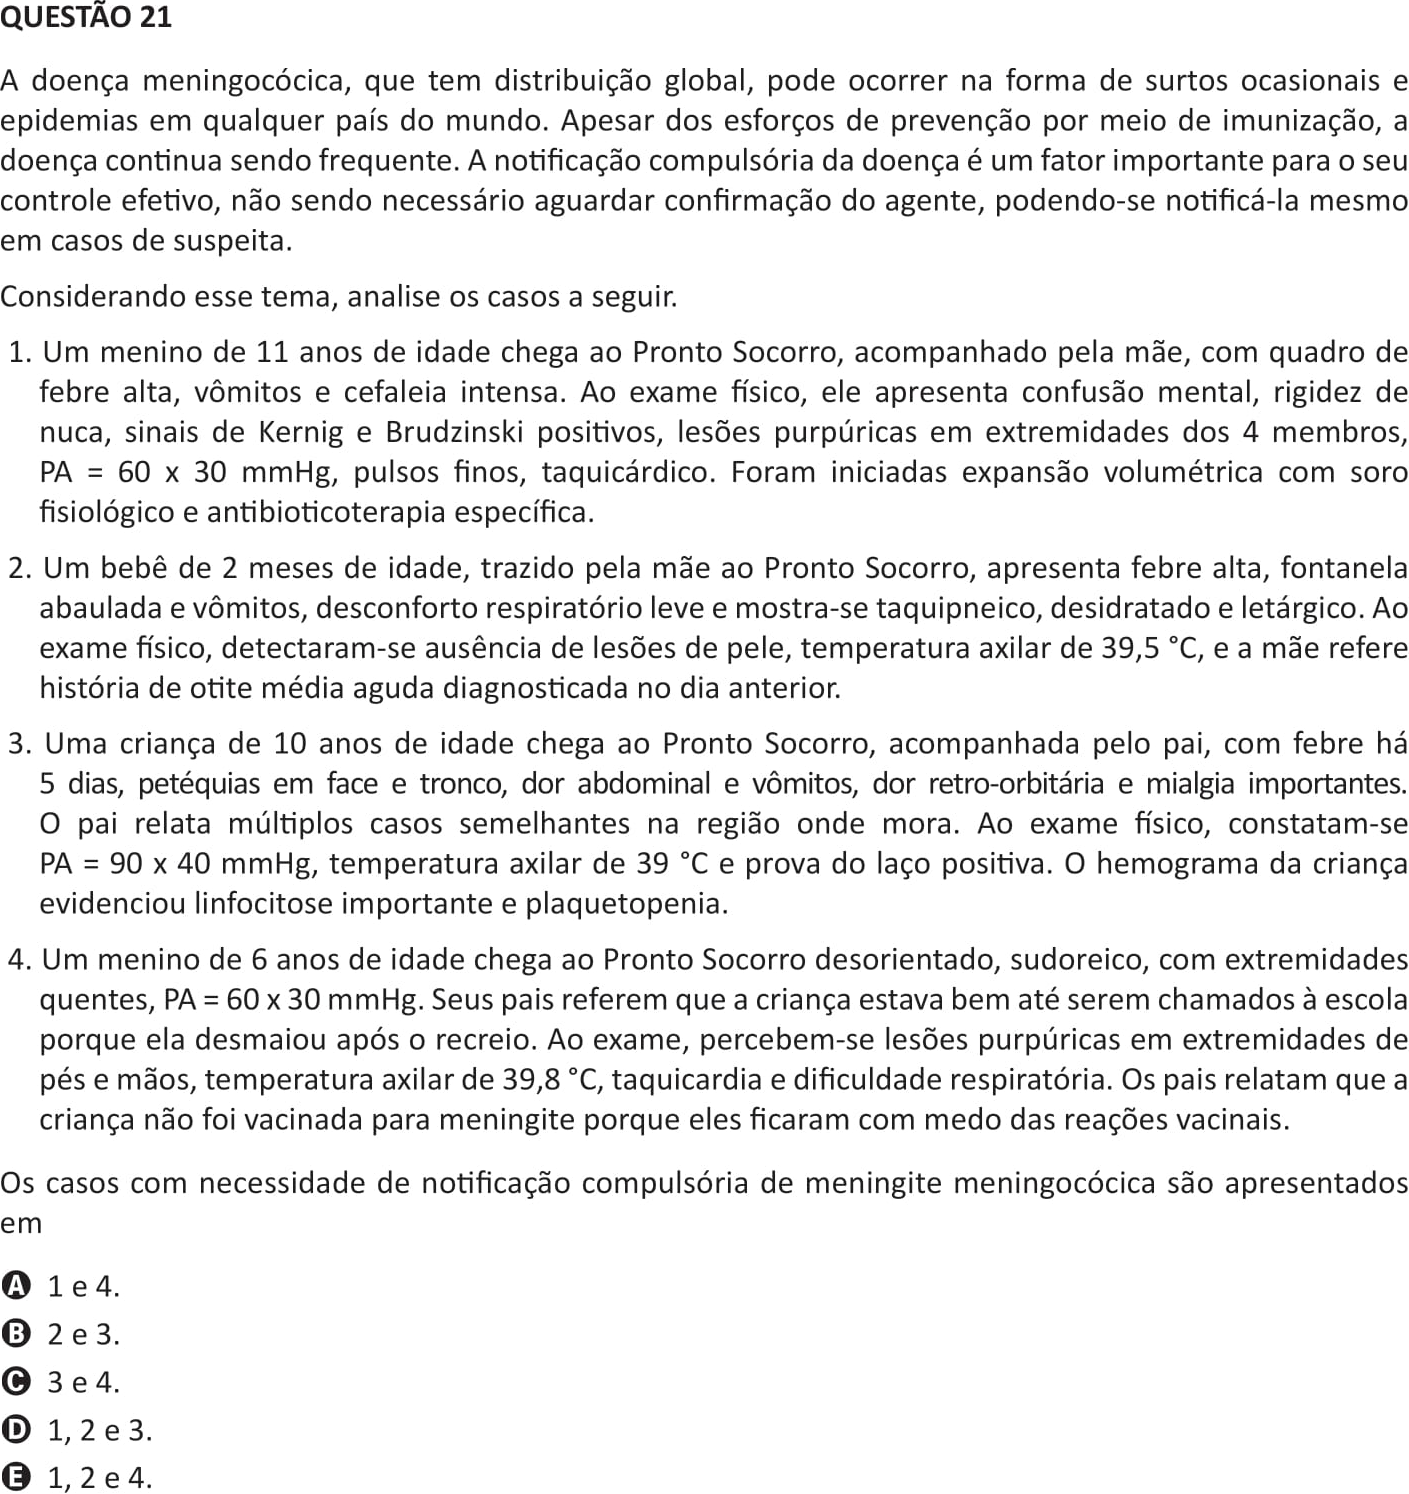 QUESTÃO 21
A doença meningocócica, que tem distribuição global, pode ocorrer na forma de surtos ocasionais e
epidemias em qualquer país do mundo. Apesar dos esforços de prevenção por meio de imunização, a
doença continua sendo frequente. A notificação compulsória da doença é um fator importante para o seu
controle efetivo, não sendo necessário aguardar confirmação do agente, podendo-se notificá-la mesmo
em casos de suspeita.
Considerando esse tema, analise os casos a seguir.
1. Um menino de 11 anos de idade chega ao Pronto Socorro, acompanhado pela mãe, com quadro de
febre alta, vômitos e cefaleia intensa. Ao exame físico, ele apresenta confusão mental, rigidez de
nuca, sinais de Kernig e Brudzinski positivos, lesões purpúricas em extremidades dos 4 membros,
PA = 60 x 30 mmHg, pulsos finos, taquicárdico. Foram iniciadas expansão volumétrica com soro
fisiológico e antibioticoterapia específica.
2. Um bebê de 2 meses de idade, trazido pela mãe ao Pronto Socorro, apresenta febre alta, fontanela
abaulada e vômitos, desconforto respiratório leve e mostra-se taquipneico, desidratado e letárgico. Ao
exame físico, detectaram-se ausência de lesões de pele, temperatura axilar de 39,5 °C, e a mãe refere
história de otite média aguda diagnosticada no dia anterior.
3. Uma criança de 10 anos de idade chega ao Pronto Socorro, acompanhada pelo pai, com febre há
5 dias, petéquias em face e tronco, dor abdominal e vômitos, dor retro-orbitária e mialgia importantes.
O pai relata múltiplos casos semelhantes na região onde mora. Ao exame físico, constatam-se
PA = 90 x 40 mmHg, temperatura axilar de 39 °C e prova do laço positiva. O hemograma da criança
evidenciou linfocitose importante e plaquetopenia.
4. Um menino de 6 anos de idade chega ao Pronto Socorro desorientado, sudoreico, com extremidades
quentes, PA = 60 x 30 mmHg. Seus pais referem que a criança estava bem até serem chamados à escola
porque ela desmaiou após o recreio. Ao exame, percebem-se lesões purpúricas em extremidades de
pés e mãos, temperatura axilar de 39,8 °C, taquicardia e dificuldade respiratória. Os pais relatam que a
criança não foi vacinada para meningite porque eles ficaram com medo das reações vacinais.
Os casos com necessidade de notificação compulsória de meningite meningocócica são apresentados
em
A 1 e 4.
B 2 e 3.
C 3 e 4.
D 1, 2 e 3.
E 1, 2 e 4.